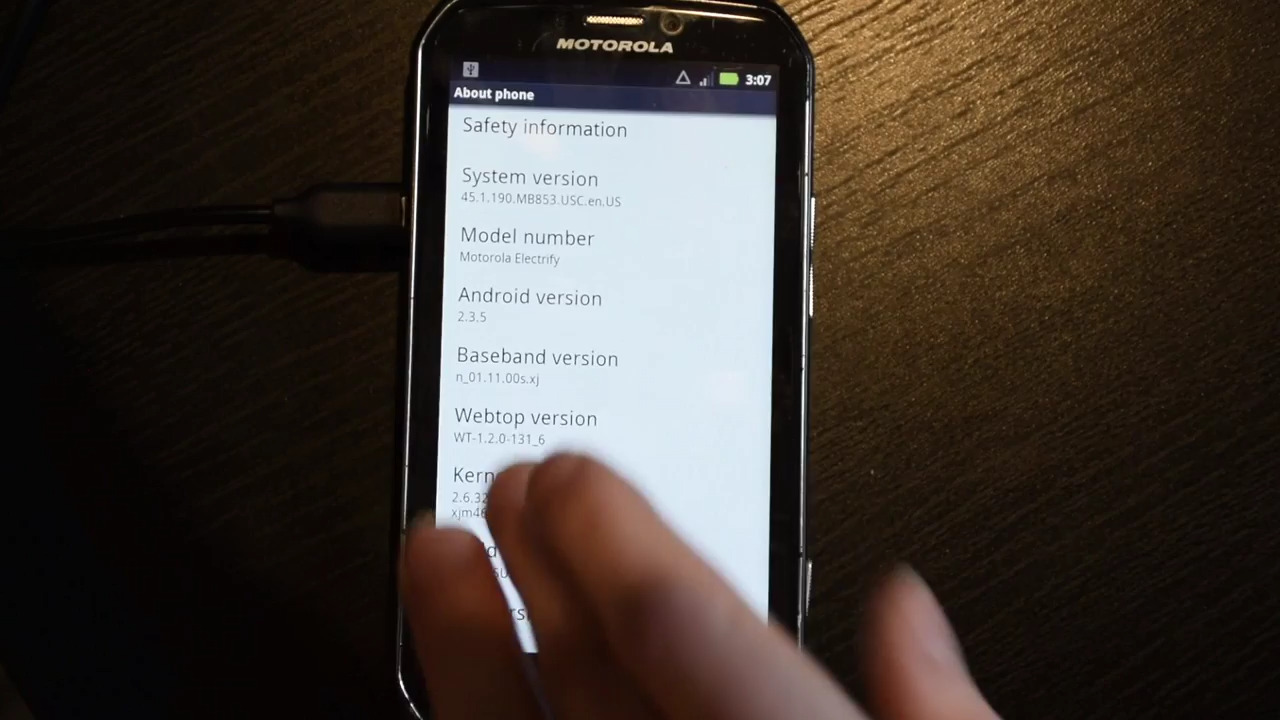 MOTOROLA
3:07
About phone
Safety information
System version
45.1.190.MB853.USC.en.US
Model number
Motorola Electrify
Android version
2.3.5
Baseband version
n_01.11.00s.xj
Webtop version
WT-1.2.0-131_6